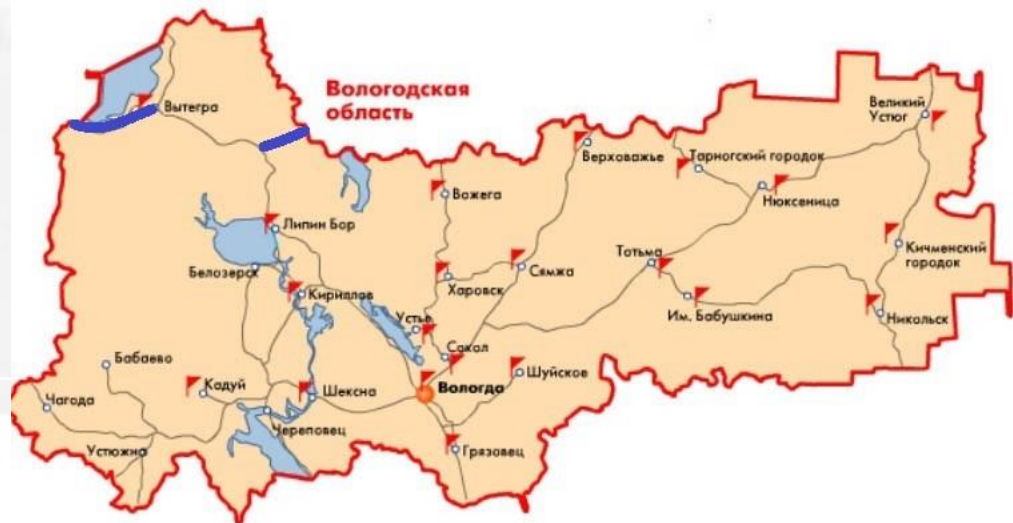 Вологодская
область
Вытегра
Великий
Устюг
Верховажье
Тарногский городок
Вожега
Нюксеница
Липин Бор
Тотьма
Кичменский
городок
Белозерск
Сямжа
Харовск
Кириллов
Им. Бабушкина
Никольск
Устье
Сокол
Бабаево
Шуйское
Кадуй
Шексна
Вологда
Чагода
Череповец
Устюжна
Грязовец